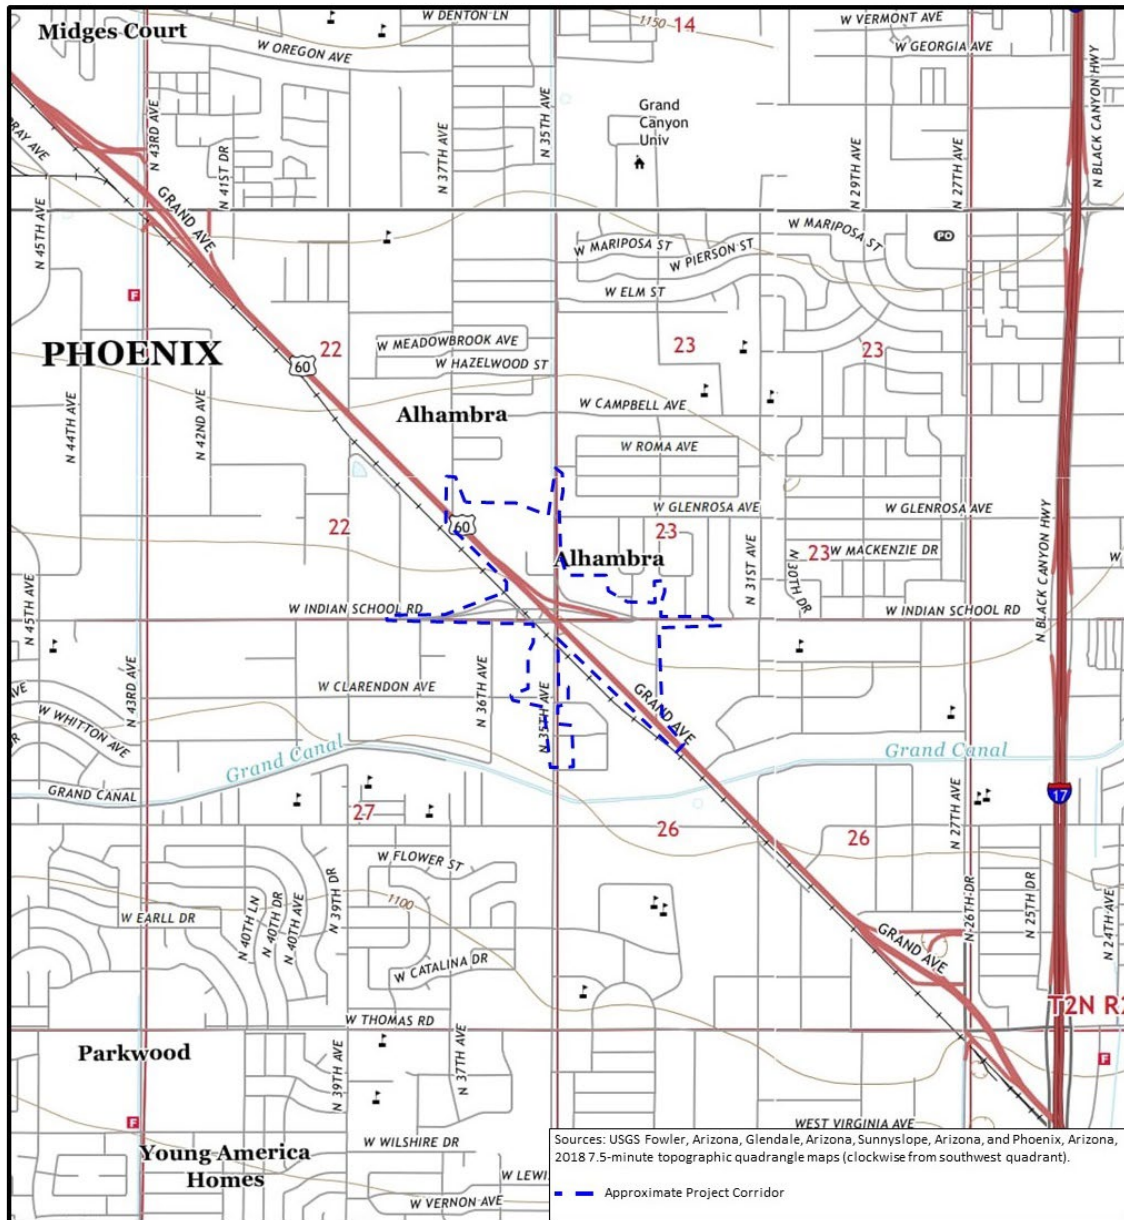 W DENTON LN
1150
14
W VERMONT AVE
Midges Court
W OREGON AVE
W GEORGIA AVE
N BLACK CANYON HWY
Grand
Canyon
Univ
N 43RD AVE
N 41ST DR
N 37TH AVE
N 35TH AVE
N 29TH AVE
N 27TH AVE
GRAND AVE
N 45TH AVE
W MARIPOSA ST
W MARIPOSA ST
W PIERSON ST
PO
W ELM ST
F
PHOENIX
22
W MEADOWBROOK AVE
23
23
60
W HAZELWOOD ST
Alhambra
W CAMPBELL AVE
N 44TH AVE
N 42ND AVE
W ROMA AVE
W GLENROSA AVE
W GLENROSA AVE
22
60
23
23
W MACKENZIE DR
Alhambra
N 31ST AVE
N 30TH DR
N BLACK CANYON HWY
W
N 45TH AVE
W INDIAN SCHOOL RD
W INDIAN SCHOOL RD
N 43RD AVE
W CLARENDON AVE
N 36TH AVE
N 35TH AVE
GRAND AVE
W WHITTON AVE
Grand Canal
Grand Canal
GRAND CANAL
17
27
26
26
N 27TH AVE
W FLOWER ST
1100
W EARLL DR
N 40TH LN
N 40TH DR
N 40TH AVE
N 39TH DR
N 26TH DR
N 25TH DR
N 24TH AVE
GRAND AVE
W CATALINA DR
T2N R2
W THOMAS RD
Parkwood
N 39TH AVE
N 37TH AVE
F
F
WEST VIRGINIA AVE
Young America
Homes
W WILSHIRE DR
W LEWI
W VERNON AVE
Sources: USGS Fowler, Arizona, Glendale, Arizona, Sunnyslope, Arizona, and Phoenix, Arizona,
2018 7.5-minute topographic quadrangle maps (clockwise from southwest quadrant).
Approximate Project Corridor